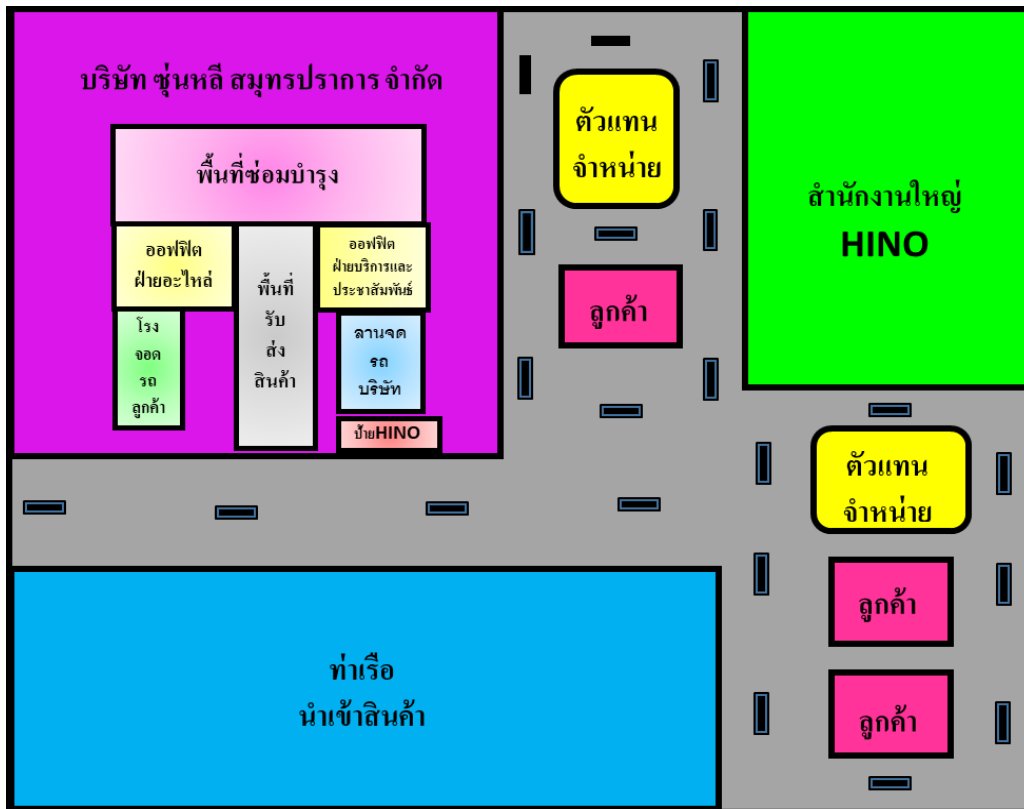 บริษัท ซุ่นหลี สมุทรปราการ จำกัด
พื้นที่ซ่อมบำรุง
ออฟฟิต
ฝ่ายอะไหล่
พื้นที่
รับ
ส่ง
สินค้า
ออฟฟิต
ฝ่ายบริการและ
ประชาสัมพันธ์
โรง
จอด
รถ
ลูกค้า
ลานจด
รถ
บริษัท
ป้ายHINO
ตัวแทน
จำหน่าย
ลูกค้า
สำนักงานใหญ่
HINO
ตัวแทน
จำหน่าย
ลูกค้า
ลูกค้า
ท่าเรือ
นำเข้าสินค้า